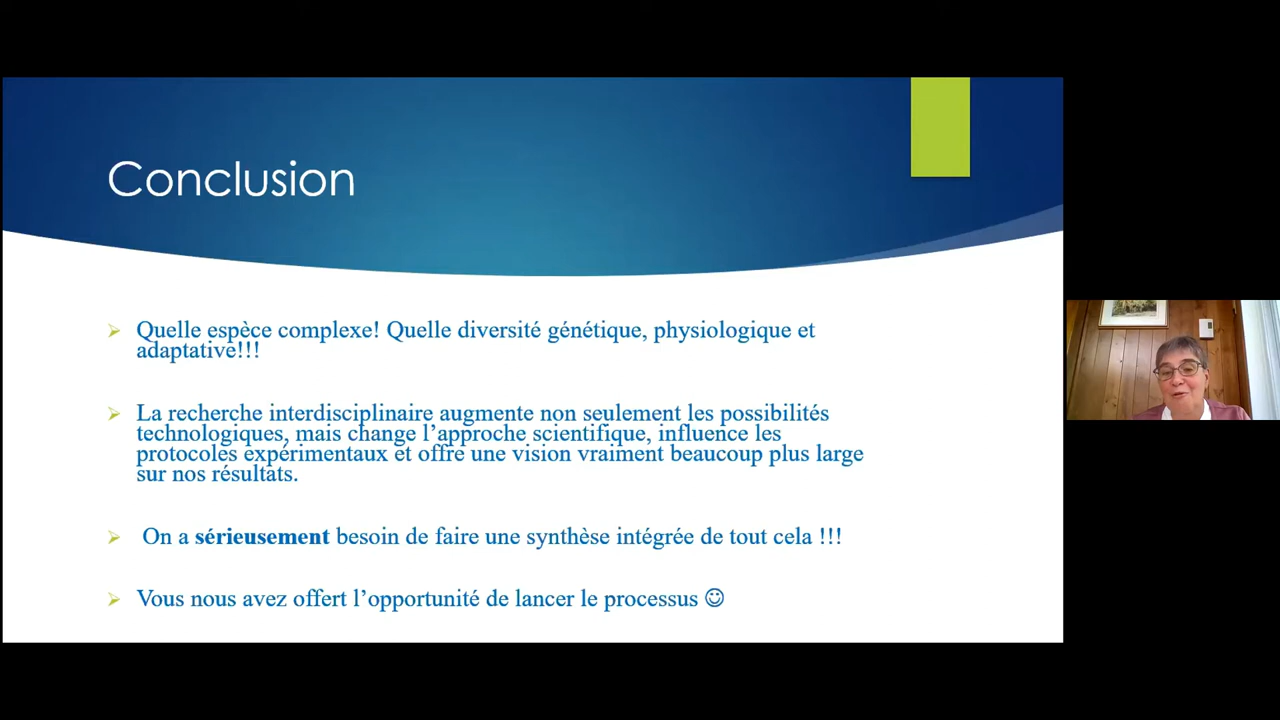 Conclusion
Quelle espèce complexe! Quelle diversité génétique, physiologique et
adaptative!!!
La recherche interdisciplinaire augmente non seulement les possibilités
technologiques, mais change l’approche scientifique, influence les
protocoles expérimentaux et offre une vision vraiment beaucoup plus large
sur nos résultats.
On a sérieusement besoin de faire une synthèse intégrée de tout cela !!!
Vous nous avez offert l’opportunité de lancer le processus ☺